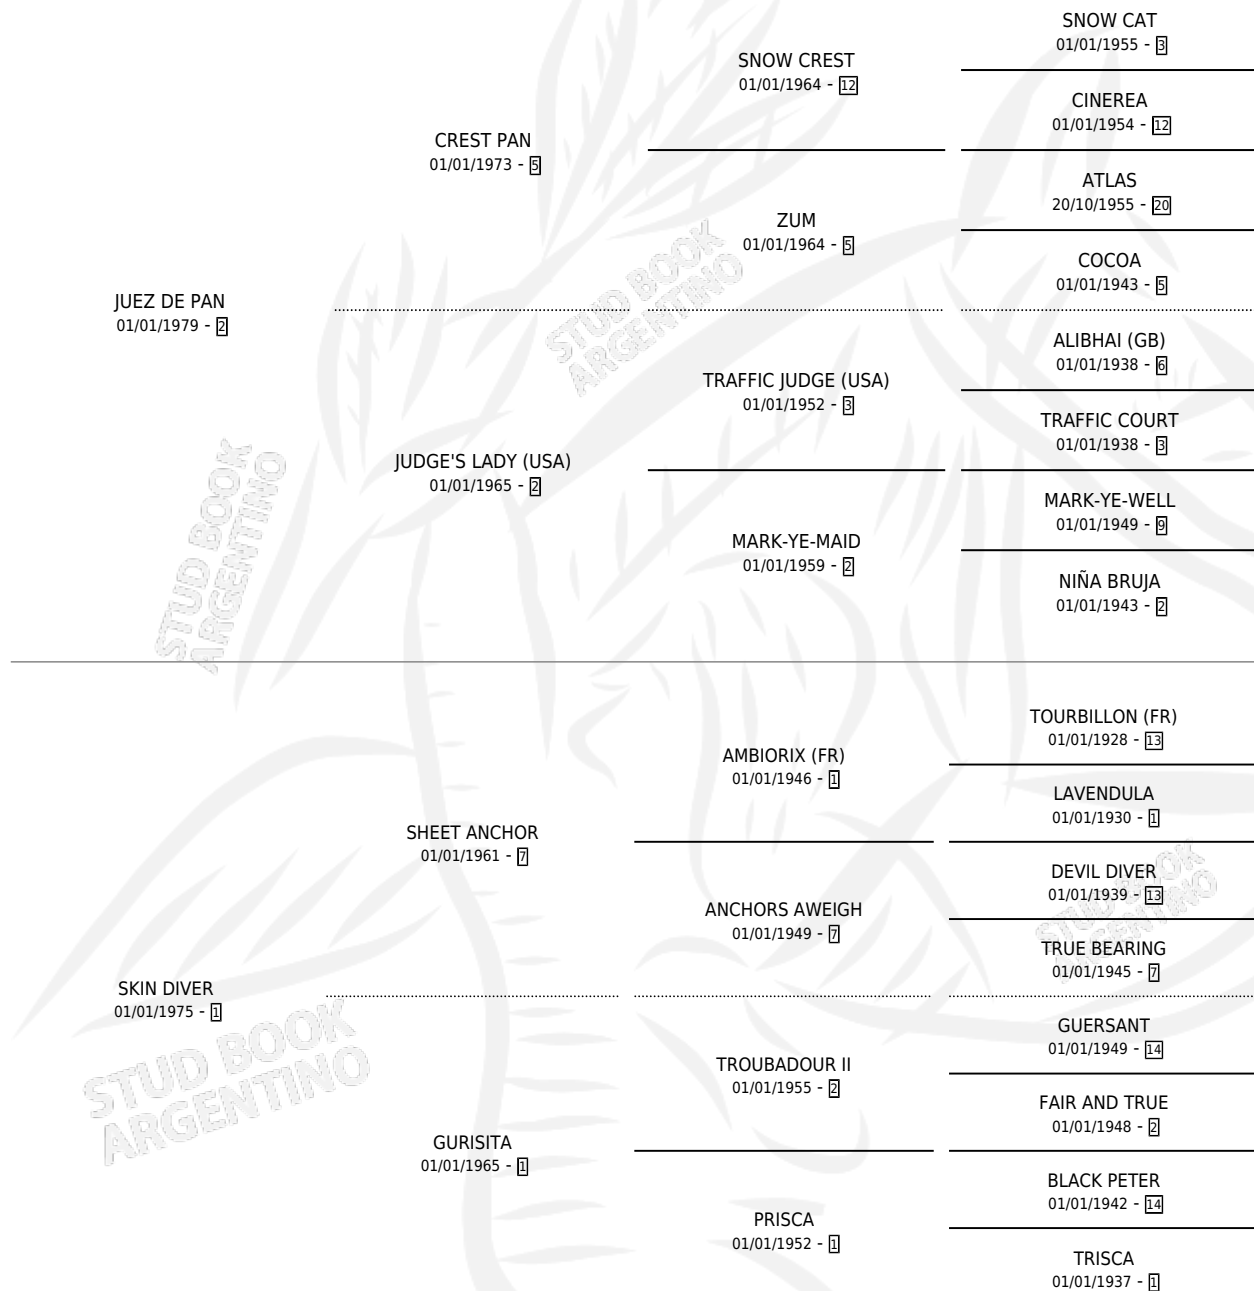 SNOW CAT
01/01/1955 - 3
SNOW CREST
01/01/1964 - 12
CINEREA
01/01/1954 - 12
CREST PAN
01/01/1973 - 5
ATLAS
20/10/1955 - 20
ZUM
01/01/1964 - 5
COCOA
01/01/1943 - 5
JUEZ DE PAN
01/01/1979 - 2
ALIBHAI (GB)
01/01/1938 - 6
TRAFFIC JUDGE (USA)
01/01/1952 - 3
TRAFFIC COURT
01/01/1938 - 3
JUDGE'S LADY (USA)
01/01/1965 - 2
MARK-YE-WELL
01/01/1949 - 9
MARK-YE-MAID
01/01/1959 - 2
NIÑA BRUJA
01/01/1943 - 2
STUD BOOK
ARGENTINO
STUD BOOK
ARGENTINO
TOURBILLON (FR)
01/01/1928 - 13
AMBIORIX (FR)
01/01/1946 - 1
LAVENDULA
01/01/1930 - 1
SHEET ANCHOR
01/01/1961 - 7
DEVIL DIVER
01/01/1939 - 13
ANCHORS AWEIGH
01/01/1949 - 7
TRUE BEARING
01/01/1945 - 7
SKIN DIVER
01/01/1975 - 1
GUERSANT
01/01/1949 - 14
TROUBADOUR II
01/01/1955 - 2
FAIR AND TRUE
01/01/1948 - 2
GURISITA
01/01/1965 - 1
BLACK PETER
01/01/1942 - 14
PRISCA
01/01/1952 - 1
TRISCA
01/01/1937 - 1
STUD BOOK
ARGENTINO
STUD BOOK
ARGENTINO